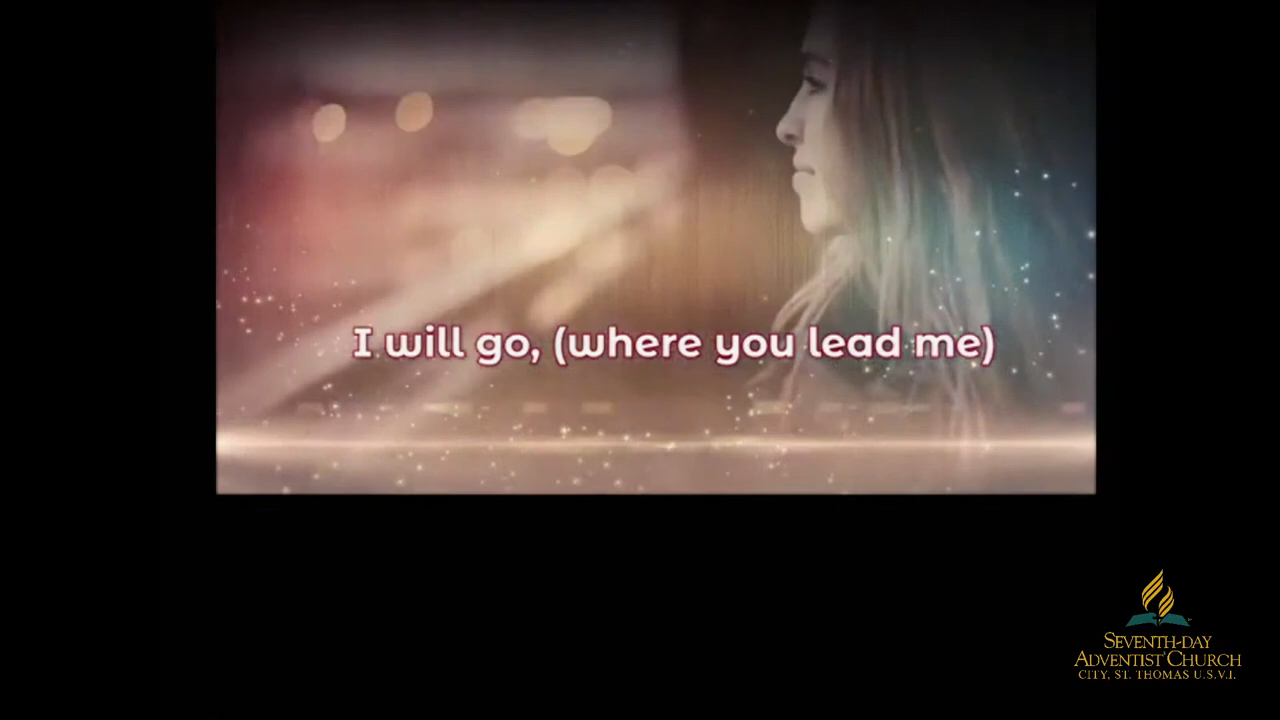 I will go, (where you lead me)
SEVENTH-DAY
ADVENTIST CHURCH
CITY, ST. THOMAS U.S.V.I.